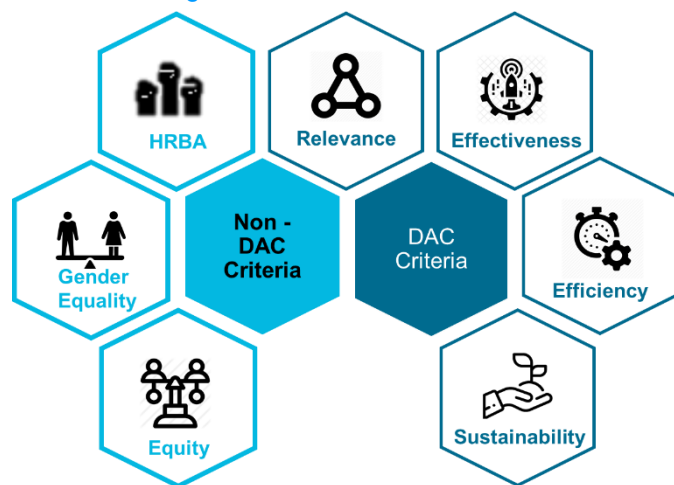 HRBA
Relevance
Effectiveness
Non -
DAC
Criteria
DAC
Criteria
Gender
Equality
Efficiency
Equity
Sustainability